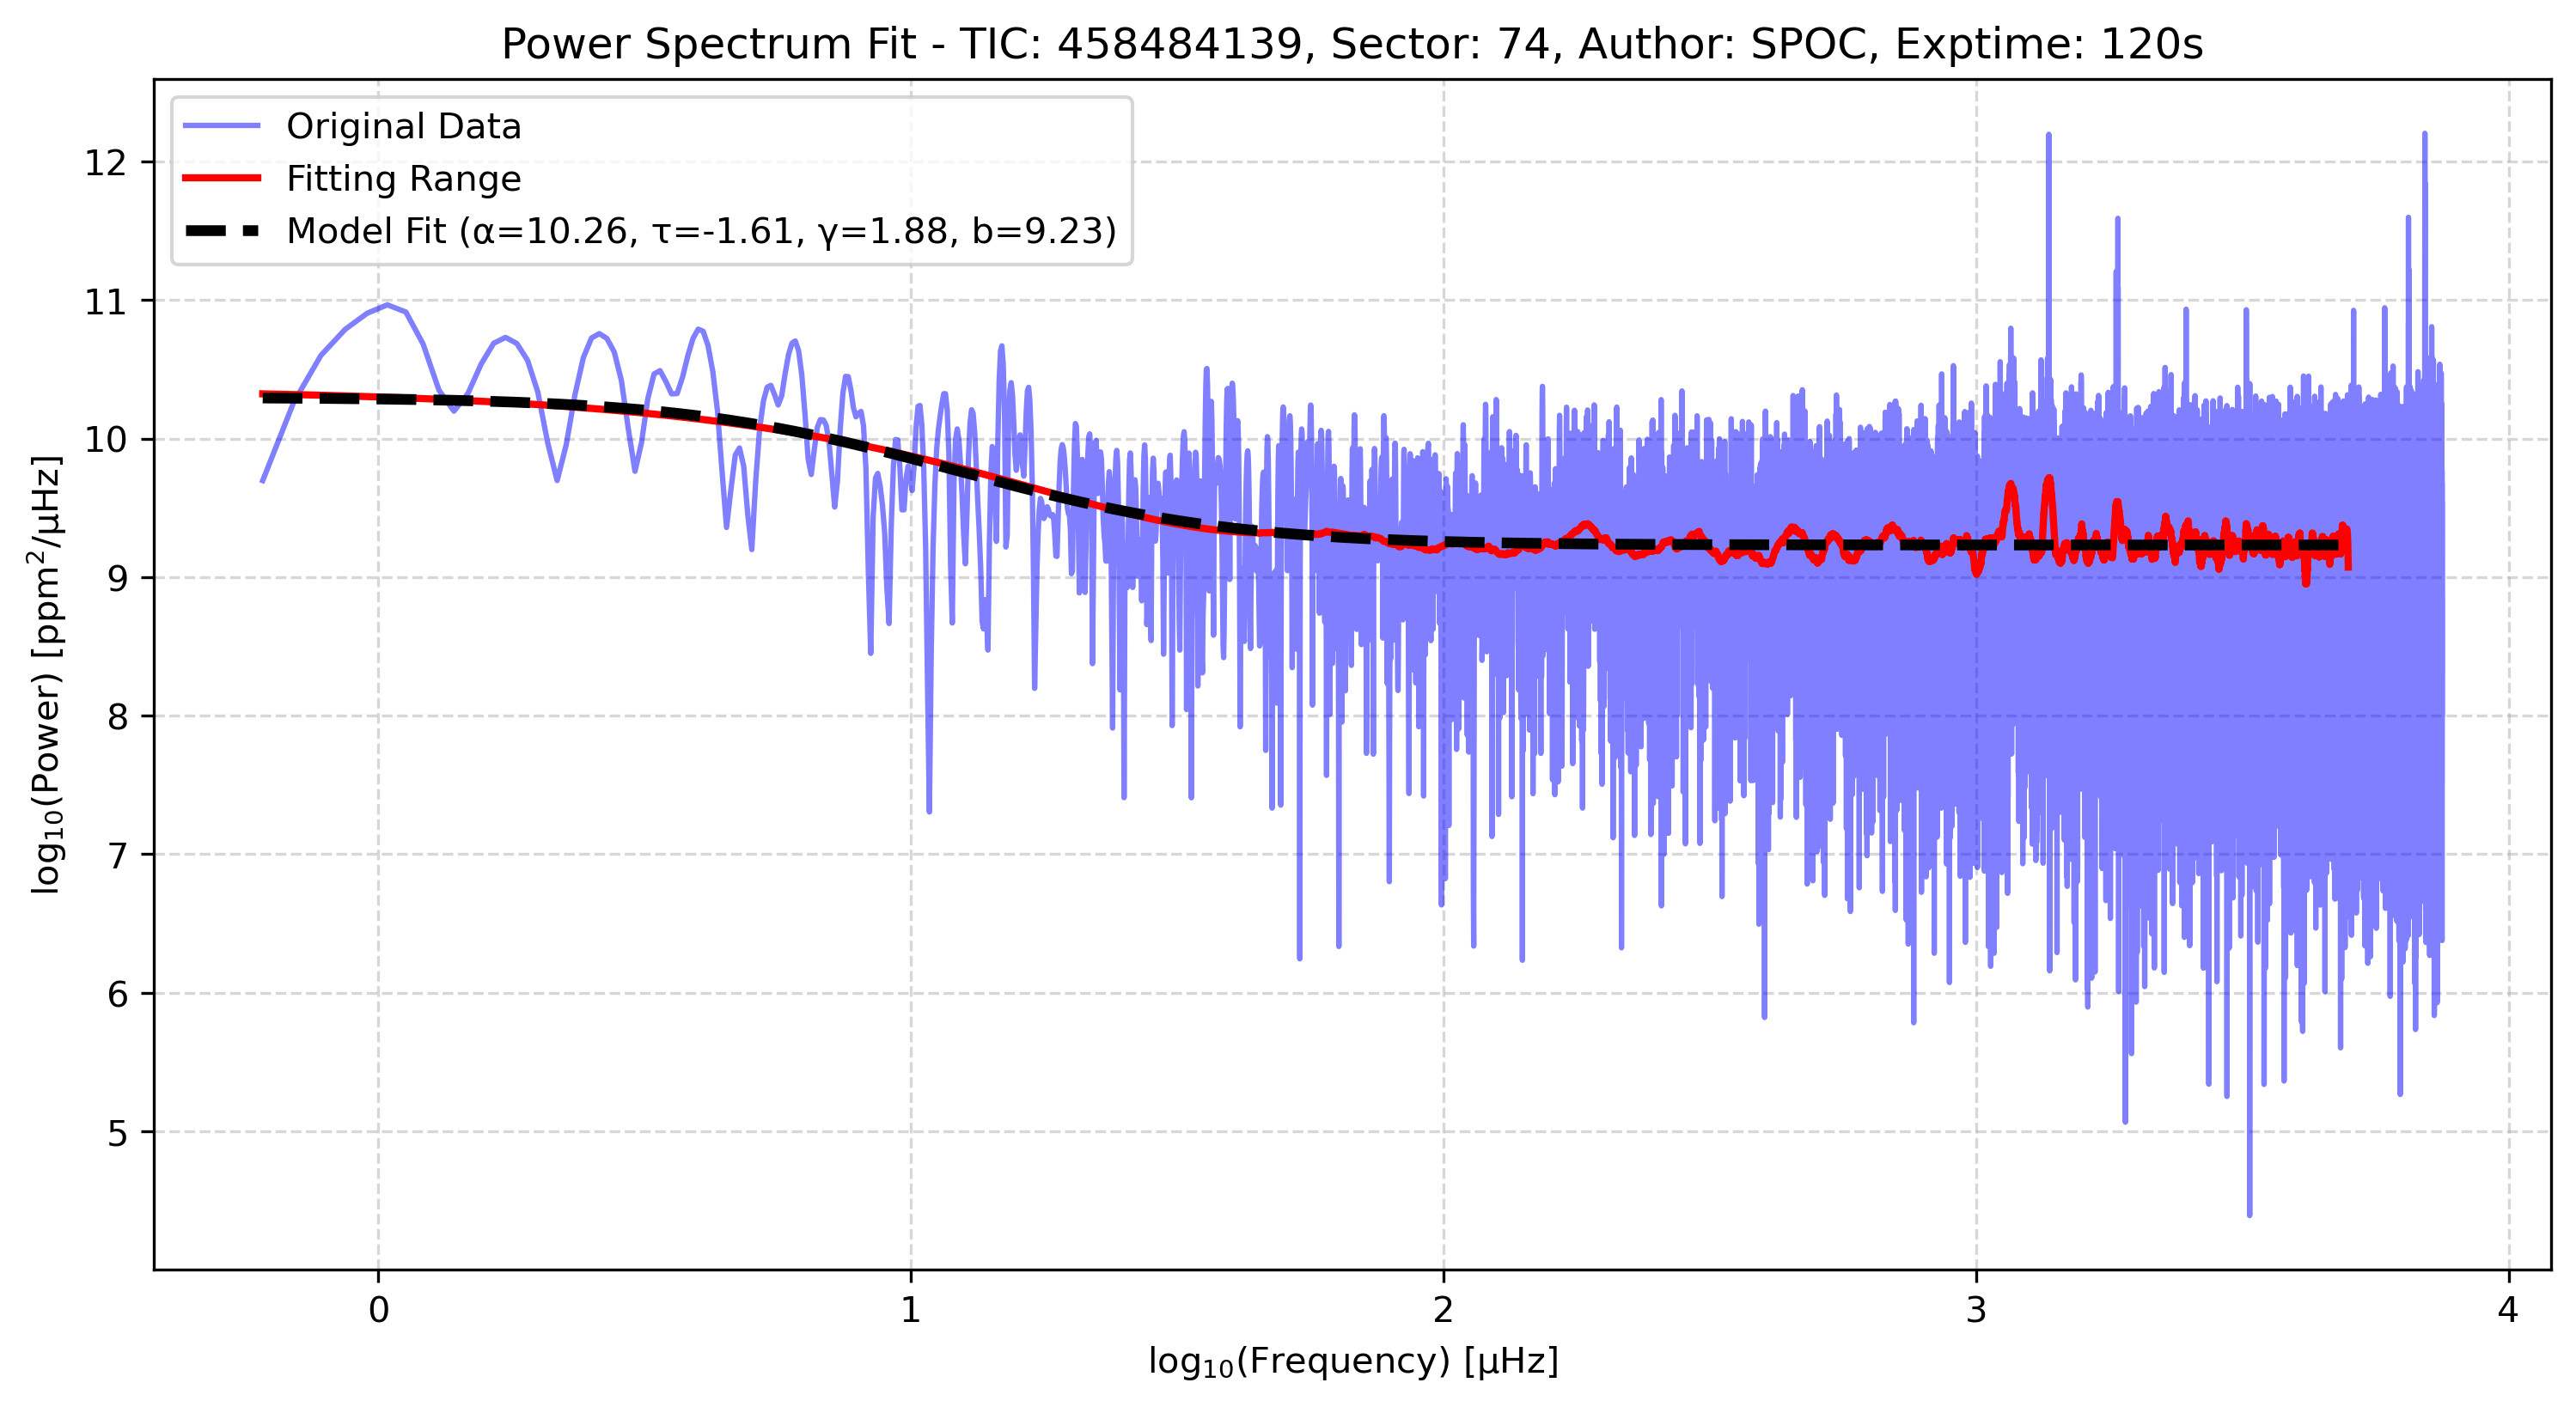 Power Spectrum Fit - TIC: 458484139, Sector: 74, Author: SPOC, Exptime: 120s
Original Data
Fitting Range
Model Fit (α=10.26, τ=-1.61, γ=1.88, b=9.23)
log₁₀(Power) [ppm²/μHz]
12
11
10
9
8
7
6
5
0 1 2 3 4
log₁₀(Frequency) [μHz]